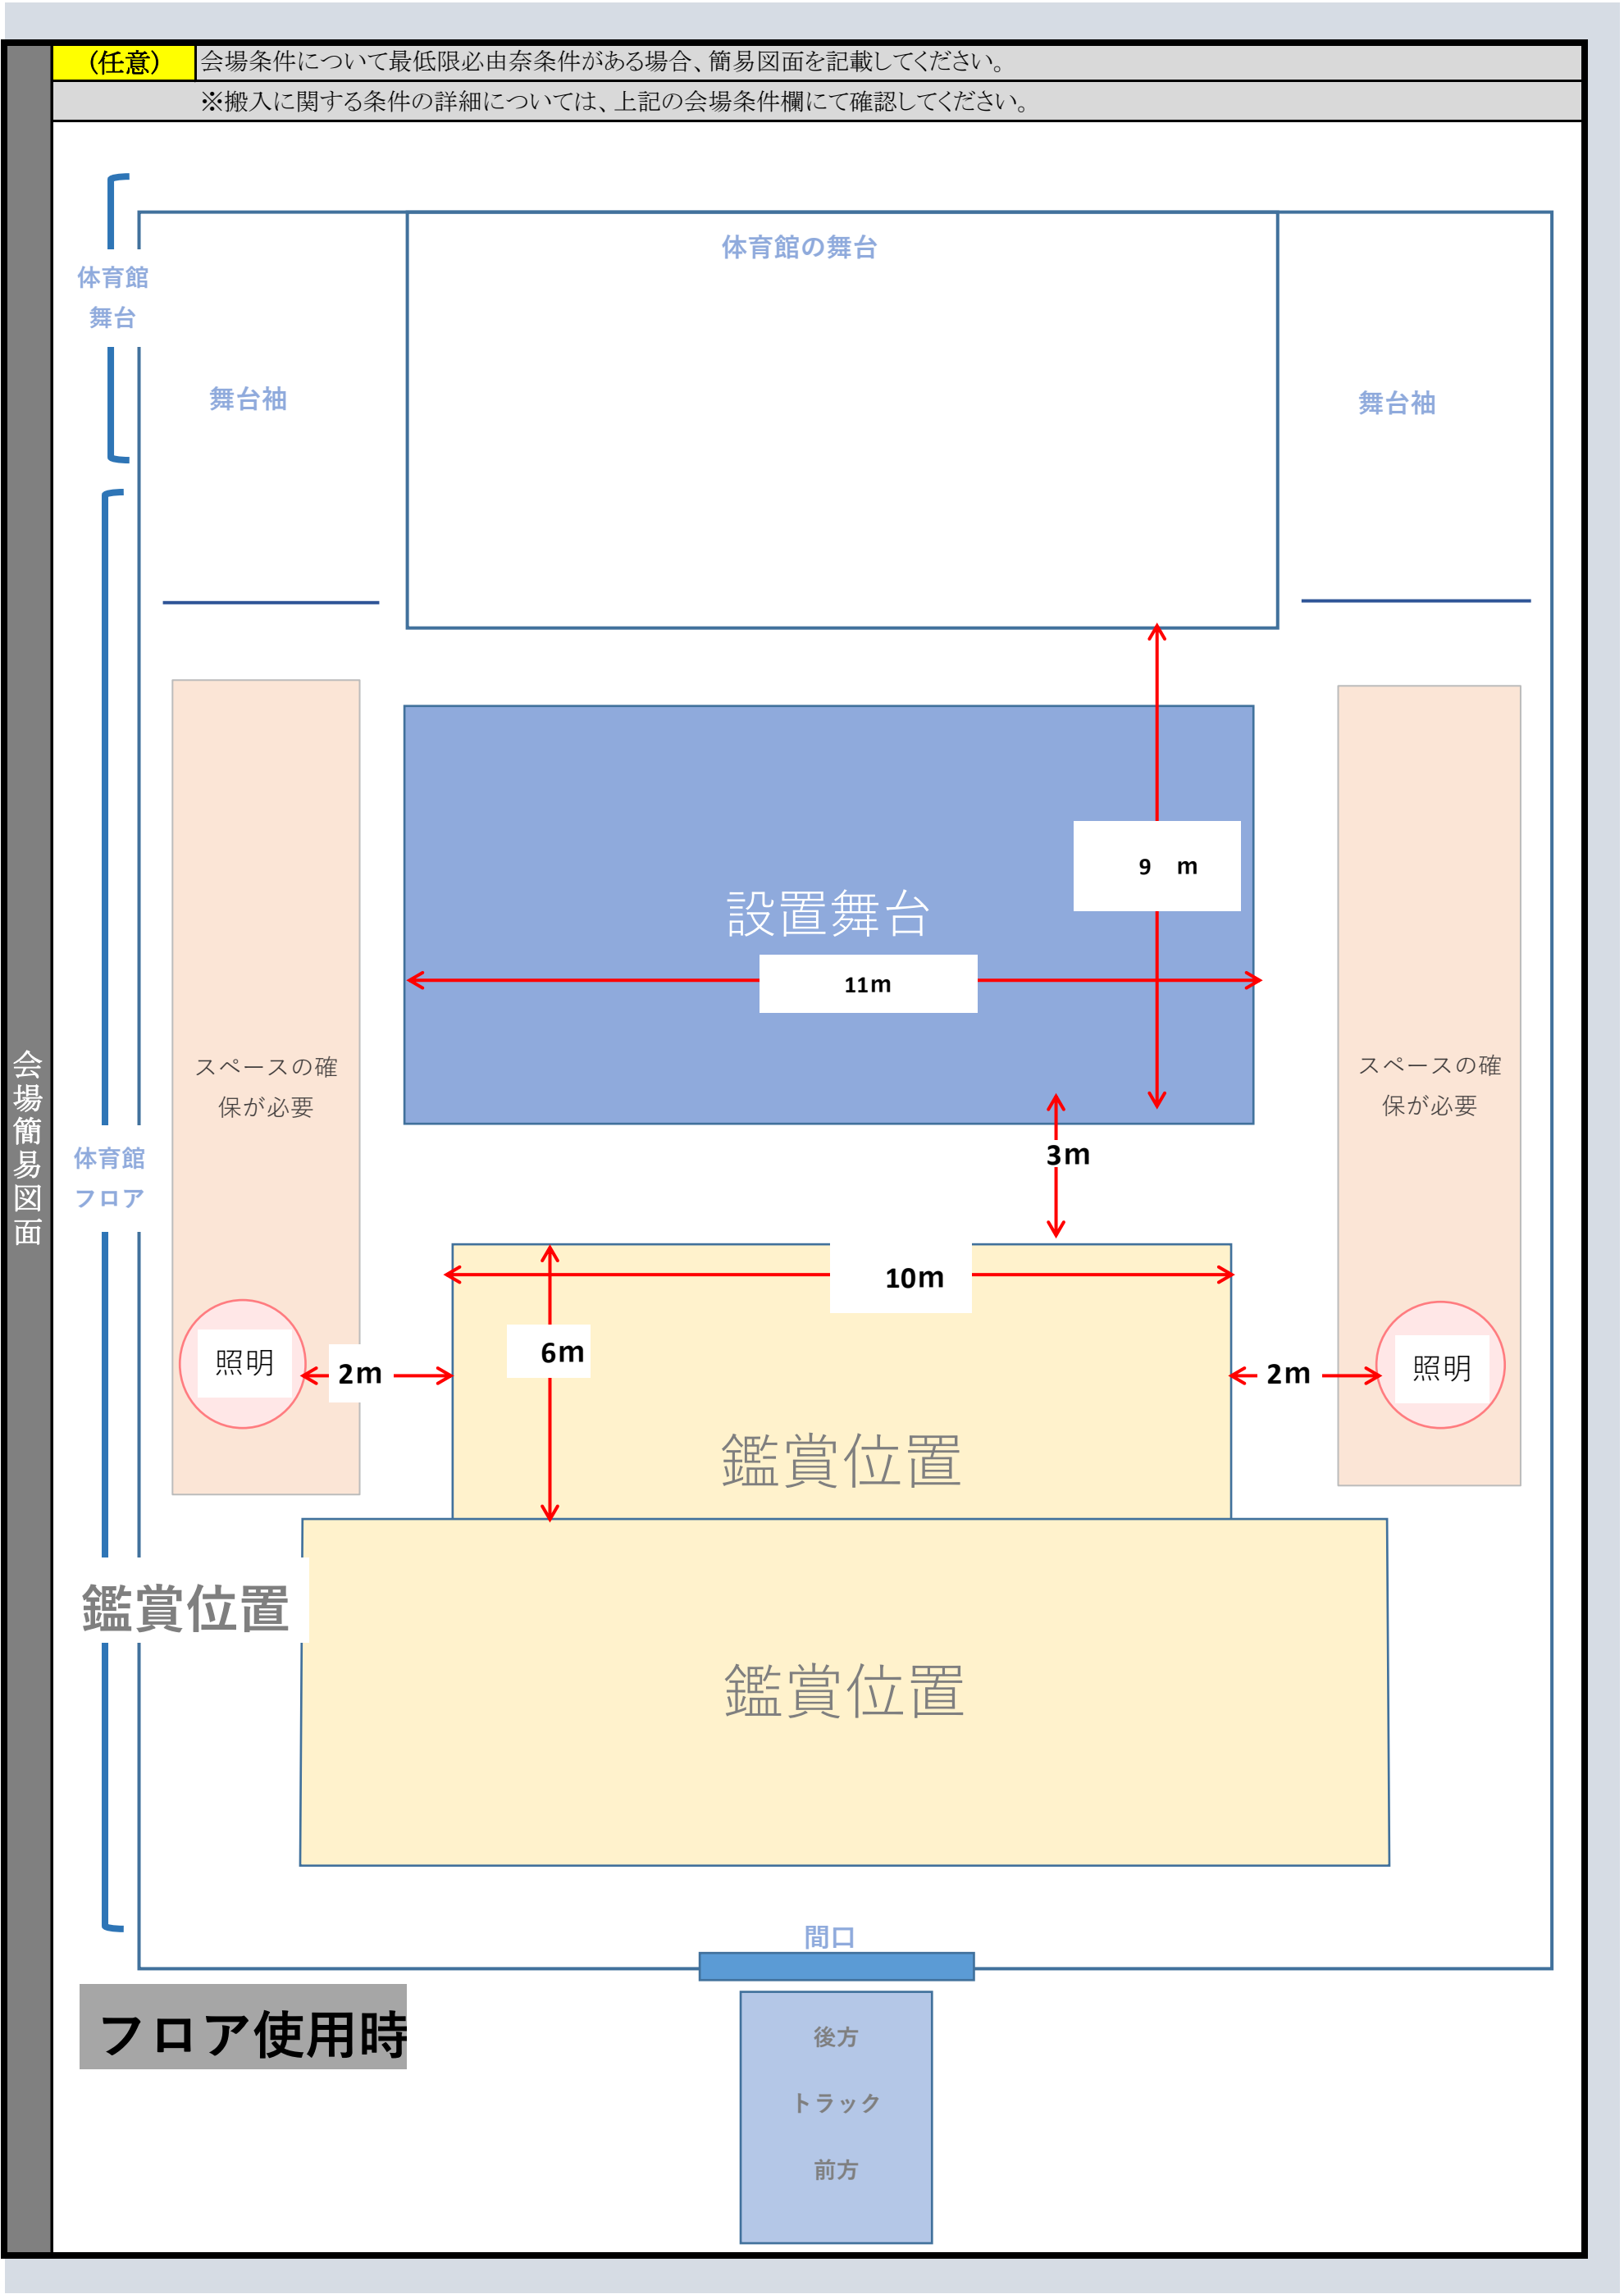 （任意）
会場条件について最低限必由奈条件がある場合、簡易図面を記載してください。
※搬入に関する条件の詳細については、上記の会場条件欄にて確認してください。
会場簡易図面
体育館の舞台
体育館
舞台
舞台袖
舞台袖
9 m
設置舞台
11m
スペースの確
保が必要
スペースの確
保が必要
体育館
フロア
3m
10m
6m
照明
2m
2m
照明
鑑賞位置
鑑賞位置
鑑賞位置
間口
フロア使用時
後方
トラック
前方